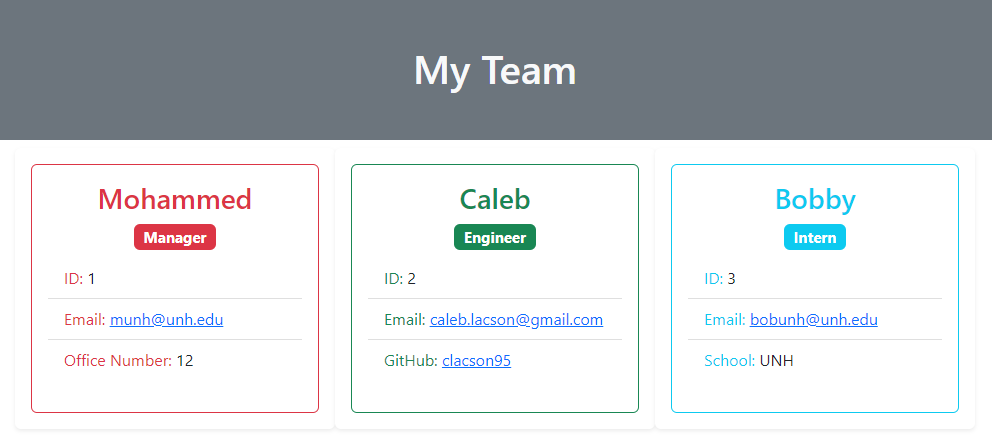 My Team
Mohammed
Manager
ID: 1
Email: munh@unh.edu
Office Number: 12
Caleb
Engineer
ID: 2
Email: caleb.lacson@gmail.com
GitHub: clacson95
Bobby
Intern
ID: 3
Email: bobunh@unh.edu
School: UNH